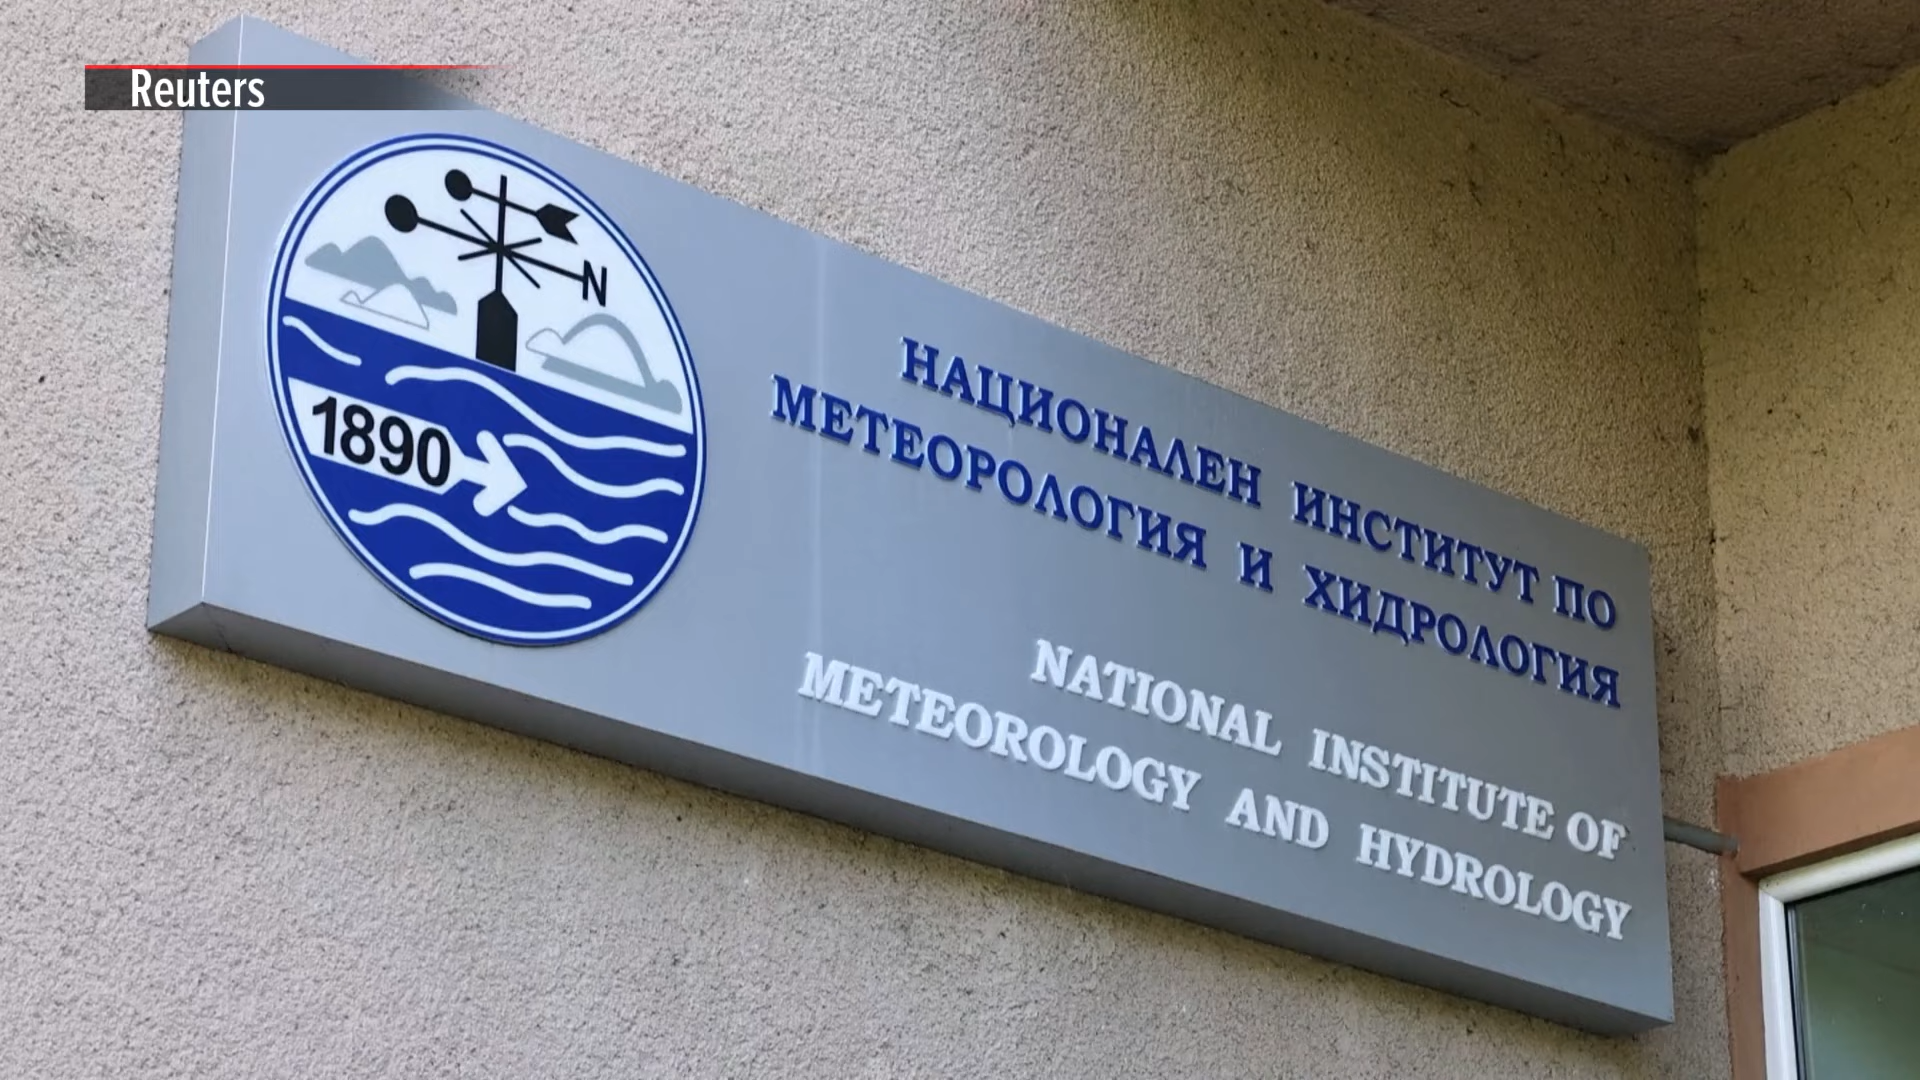 Reuters
N
1890
НАЦИОНАЛЕН ИНСТИТУТ ПО
МЕТЕОРОЛОГИЯ И ХИДРОЛОГИЯ
NATIONAL INSTITUTE OF
METEOROLOGY AND HYDROLOGY